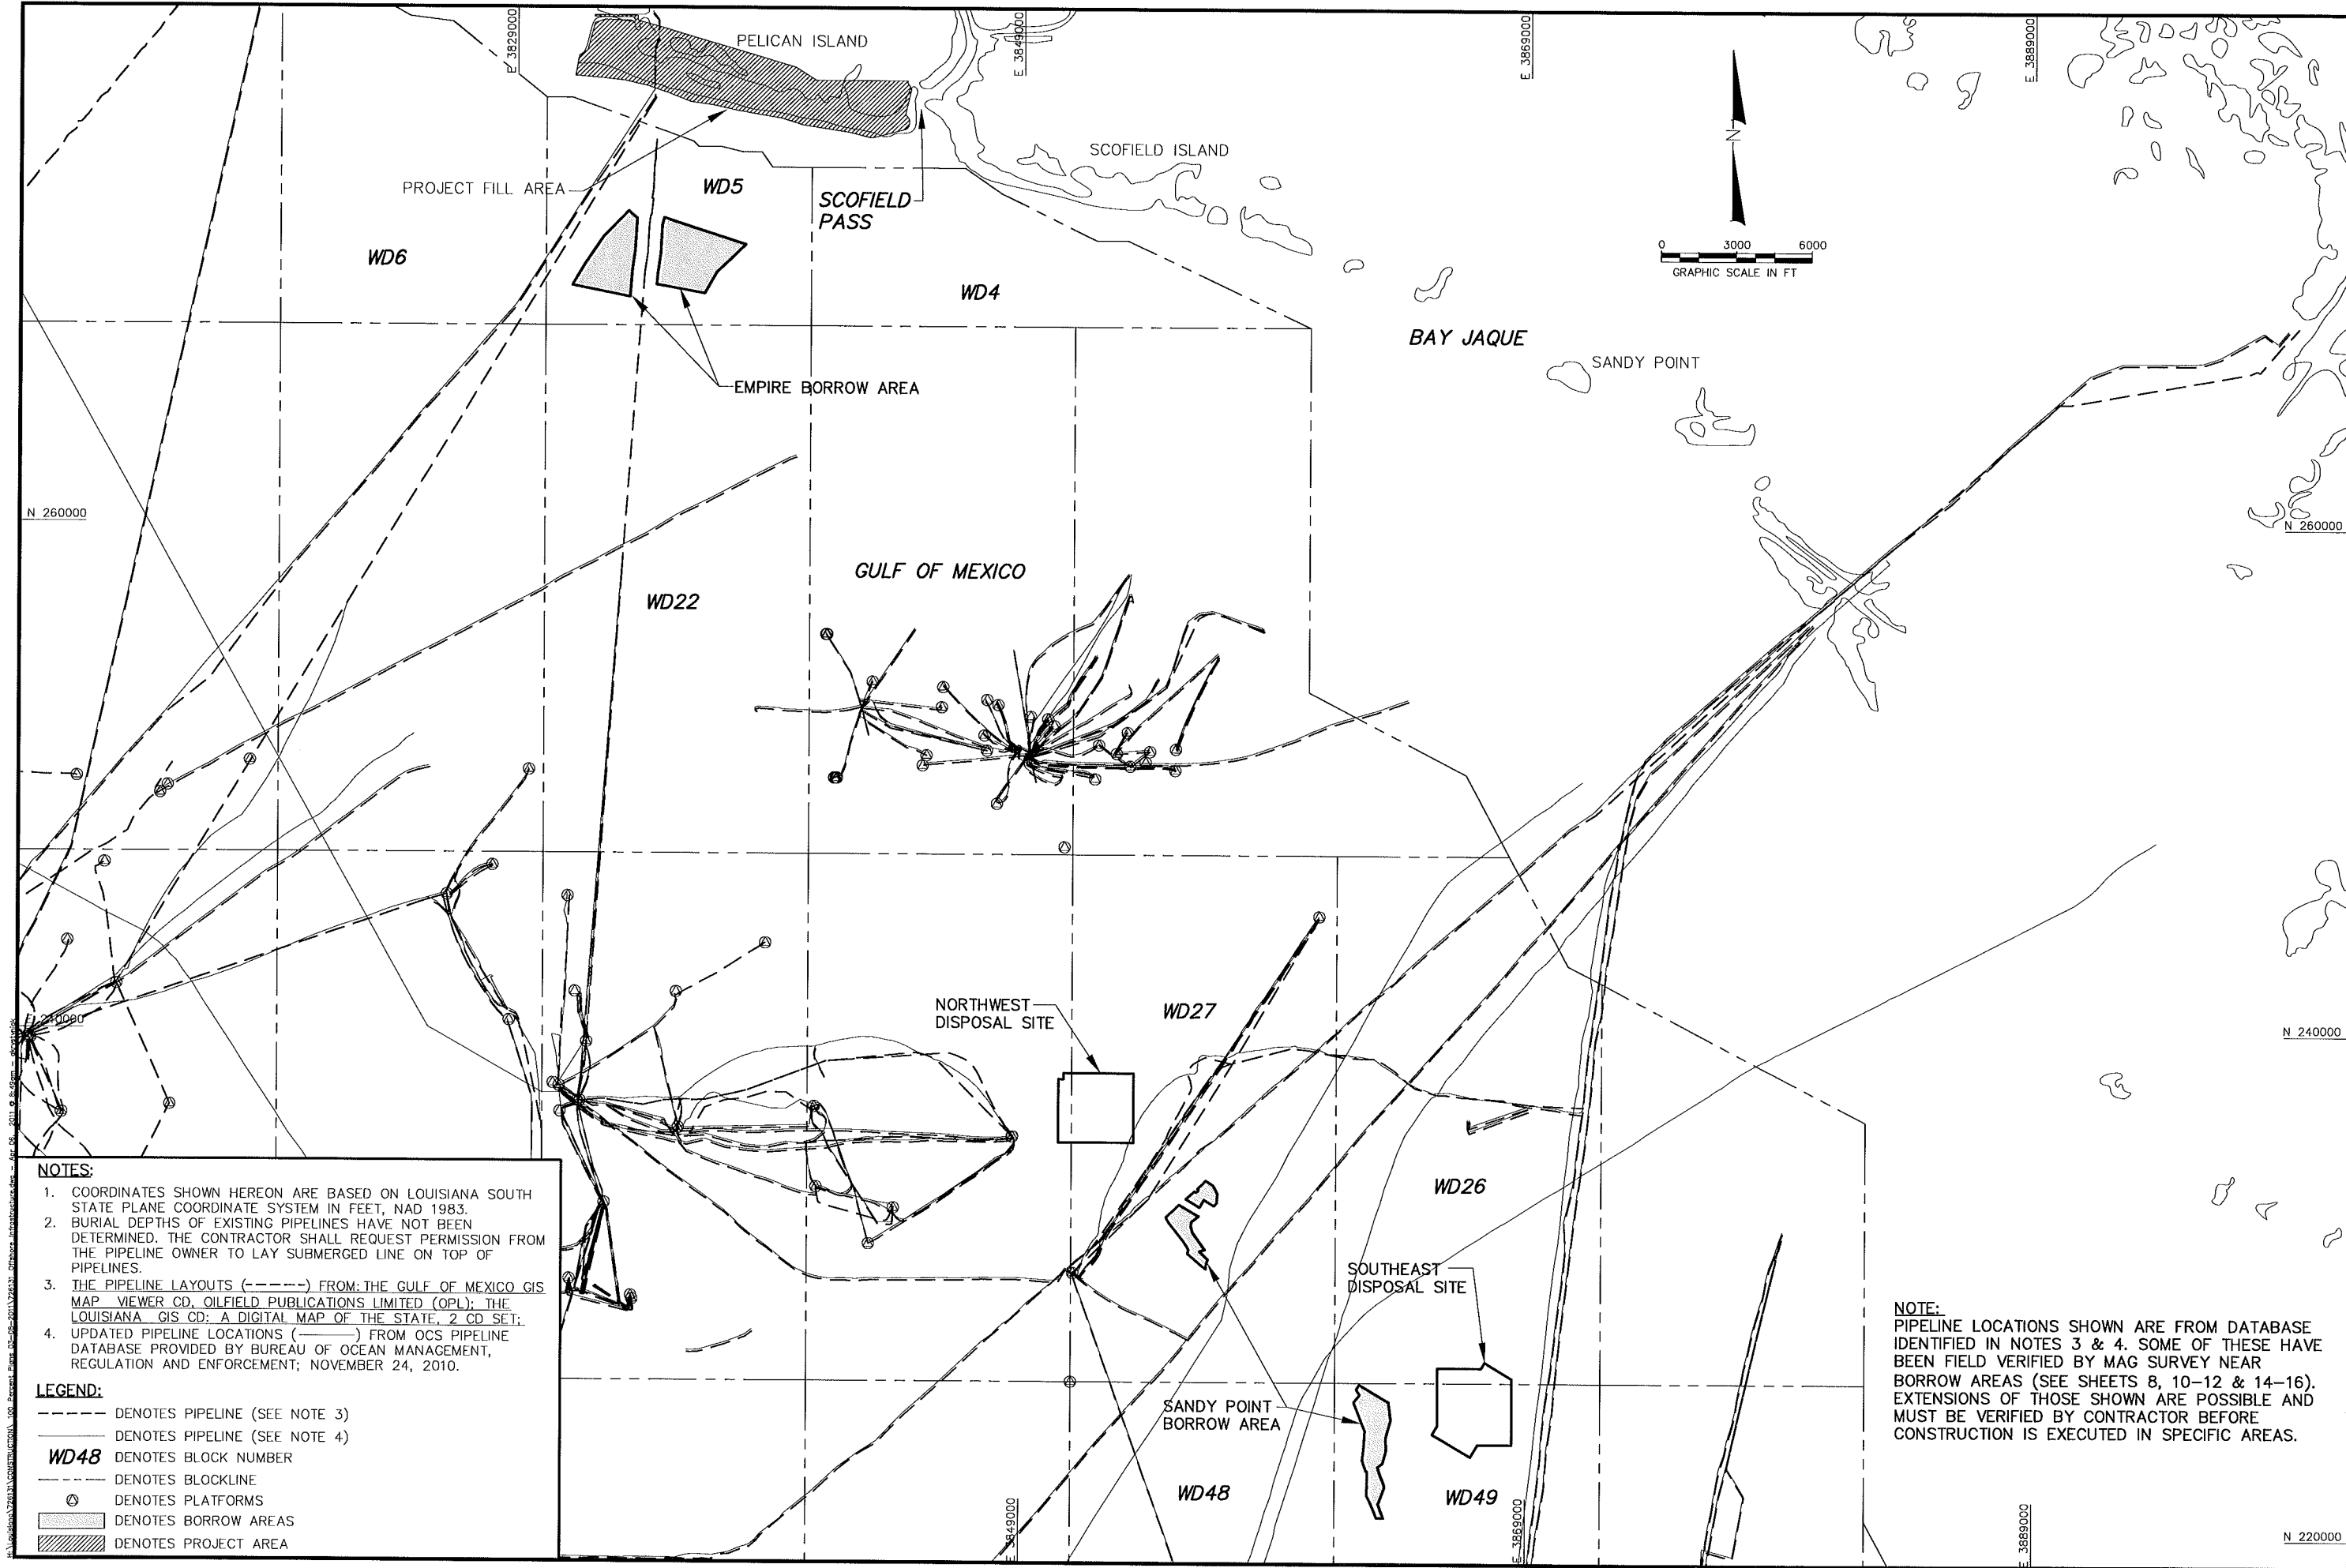 E 3829000
E 3849000
E 3869000
E 3889000
PELICAN ISLAND
SCOFIELD ISLAND
PROJECT FILL AREA
WD5
SCOFIELD
PASS
WD6
WD4
N
0 3000 6000
GRAPHIC SCALE IN FT
BAY JAQUE
SANDY POINT
EMPIRE BORROW AREA
N 260000
N 260000
GULF OF MEXICO
WD22
NORTHWEST
DISPOSAL SITE
WD27
N 240000
WD26
SOUTHEAST
DISPOSAL SITE
SANDY POINT
BORROW AREA
WD48
WD49
E 3849000
E 3869000
E 3889000
N 220000
NOTES:
1. COORDINATES SHOWN HEREON ARE BASED ON LOUISIANA SOUTH
STATE PLANE COORDINATE SYSTEM IN FEET, NAD 1983.
2. BURIAL DEPTHS OF EXISTING PIPELINES HAVE NOT BEEN
DETERMINED. THE CONTRACTOR SHALL REQUEST PERMISSION FROM
THE PIPELINE OWNER TO LAY SUBMERGED LINE ON TOP OF
PIPELINES.
3. THE PIPELINE LAYOUTS (-----) FROM: THE GULF OF MEXICO GIS
MAP VIEWER CD, OILFIELD PUBLICATIONS LIMITED (OPL); THE
LOUISIANA GIS CD: A DIGITAL MAP OF THE STATE, 2 CD SET;
4. UPDATED PIPELINE LOCATIONS (———) FROM OCS PIPELINE
DATABASE PROVIDED BY BUREAU OF OCEAN MANAGEMENT,
REGULATION AND ENFORCEMENT; NOVEMBER 24, 2010.
LEGEND:
DENOTES PIPELINE (SEE NOTE 3)
DENOTES PIPELINE (SEE NOTE 4)
WD48 DENOTES BLOCK NUMBER
DENOTES BLOCKLINE
DENOTES PLATFORMS
DENOTES BORROW AREAS
DENOTES PROJECT AREA
NOTE:
PIPELINE LOCATIONS SHOWN ARE FROM DATABASE
IDENTIFIED IN NOTES 3 & 4. SOME OF THESE HAVE
BEEN FIELD VERIFIED BY MAG SURVEY NEAR
BORROW AREAS (SEE SHEETS 8, 10-12 & 14-16).
EXTENSIONS OF THOSE SHOWN ARE POSSIBLE AND
MUST BE VERIFIED BY CONTRACTOR BEFORE
CONSTRUCTION IS EXECUTED IN SPECIFIC AREAS.